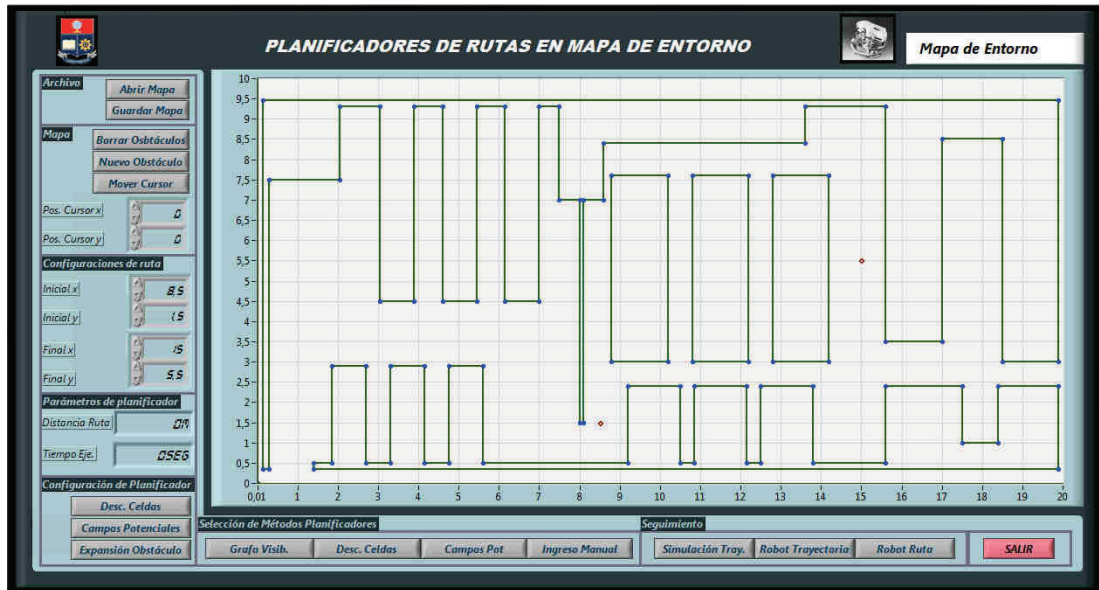 PLANIFICADORES DE RUTAS EN MAPA DE ENTORNO
Mapa de Entorno
Archivo
Abrir Mapa
Guardar Mapa
Mapa
Borrar Osbtáculos
Nuevo Obstáculo
Mover Cursor
Pos. Cursor x 0
Pos. Cursor y 0
Configuraciones de ruta
Inicial x 8,5
Inicial y 1,5
Final x 15
Final y 5,5
Parámetros de planificador
Distancia Ruta 0M
Tiempo Eje. 0SEG
Configuración de Planificador
Desc. Celdas
Campos Potenciales
Expansión Obstáculo
10
9,5
9
8,5
8
7,5
7
6,5
6
5,5
5
4,5
4
3,5
3
2,5
2
1,5
1
0,5
0
0,01 1 2 3 4 5 6 7 8 9 10 11 12 13 14 15 16 17 18 19 20
Selección de Métodos Planificadores
Grafo Visib. Desc. Celdas Campos Pot Ingreso Manual
Seguimiento
Simulación Tray. Robot Trayectoria Robot Ruta
SALIR